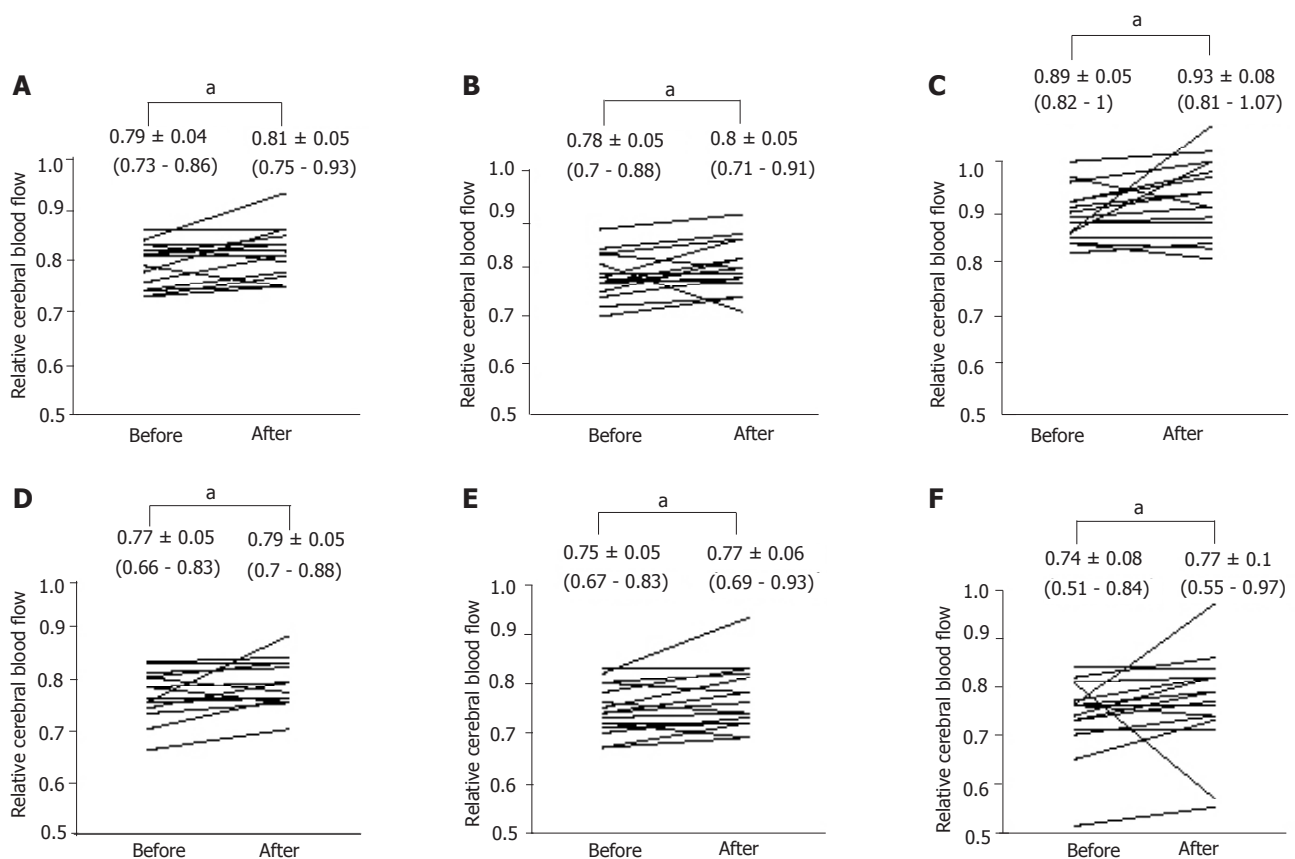 A
a
0.79 ± 0.04 0.81 ± 0.05
(0.73 - 0.86) (0.75 - 0.93)
Relative cerebral blood flow
1.0
0.9
0.8
0.7
0.6
0.5
Before After
B
a
0.78 ± 0.05 0.8 ± 0.05
(0.7 - 0.88) (0.71 - 0.91)
Relative cerebral blood flow
1.0
0.9
0.8
0.7
0.6
0.5
Before After
C
a
0.89 ± 0.05 0.93 ± 0.08
(0.82 - 1) (0.81 - 1.07)
Relative cerebral blood flow
1.0
0.9
0.8
0.7
0.6
0.5
Before After
D
a
0.77 ± 0.05 0.79 ± 0.05
(0.66 - 0.83) (0.7 - 0.88)
Relative cerebral blood flow
1.0
0.9
0.8
0.7
0.6
0.5
Before After
E
a
0.75 ± 0.05 0.77 ± 0.06
(0.67 - 0.83) (0.69 - 0.93)
Relative cerebral blood flow
1.0
0.9
0.8
0.7
0.6
0.5
Before After
F
a
0.74 ± 0.08 0.77 ± 0.1
(0.51 - 0.84) (0.55 - 0.97)
Relative cerebral blood flow
1.0
0.9
0.8
0.7
0.6
0.5
Before After